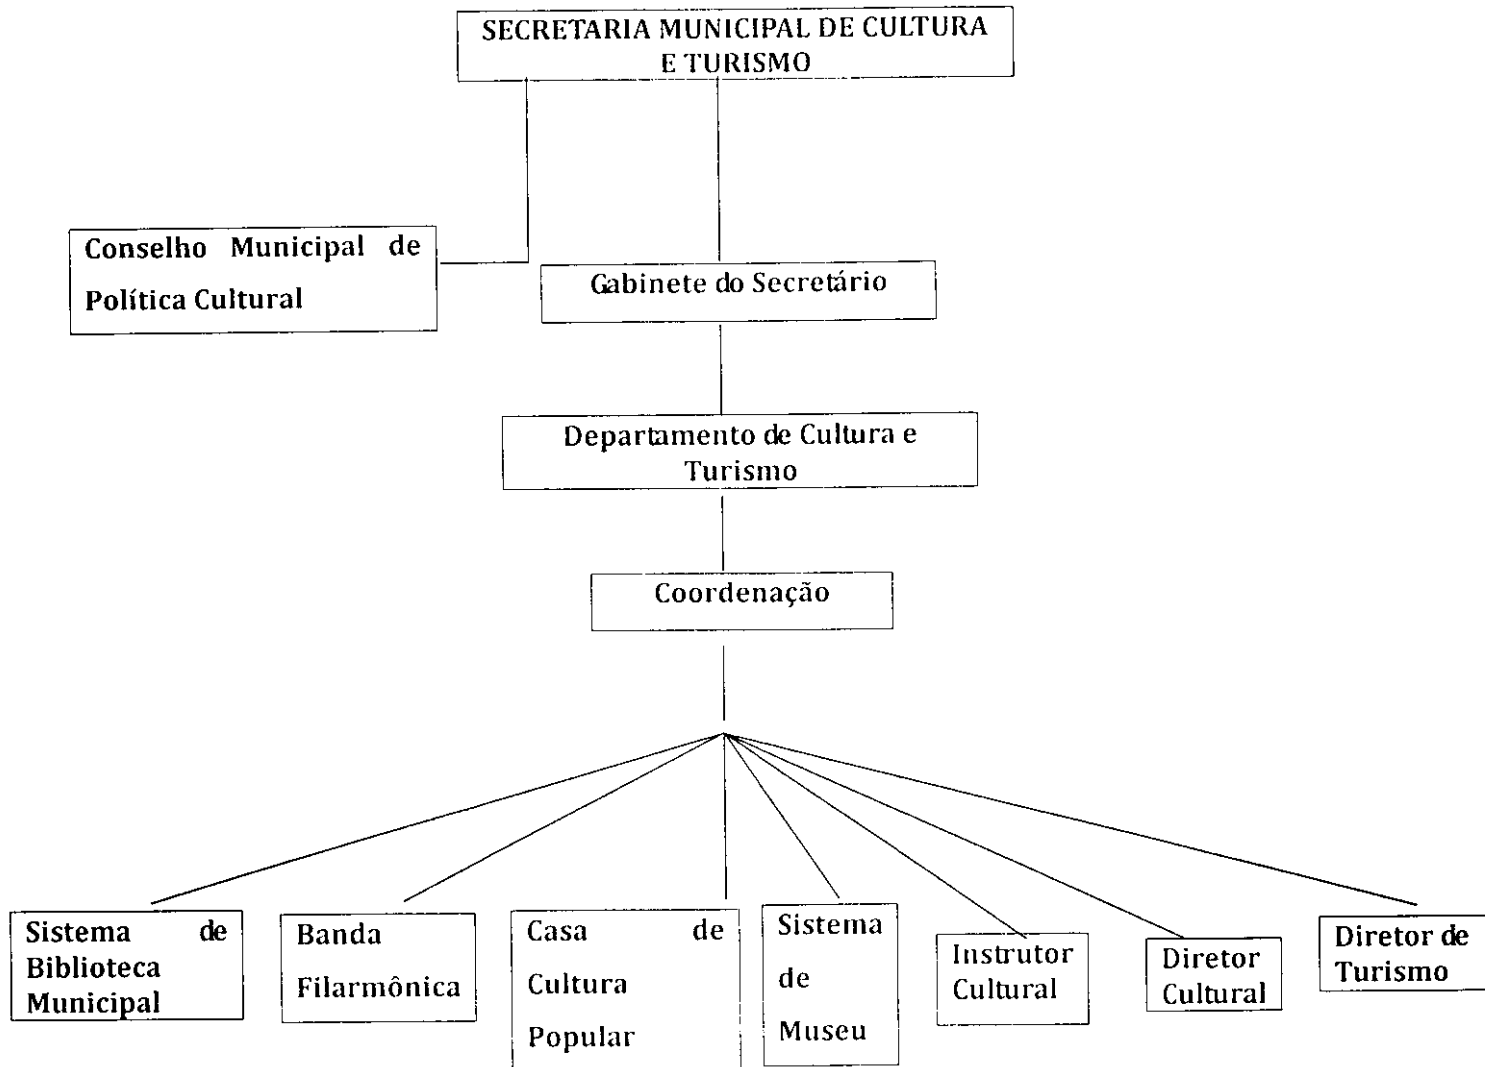 SECRETARIA MUNICIPAL DE CULTURA
E TURISMO
Conselho Municipal de
Política Cultural
Gabinete do Secretário
Departamento de Cultura e
Turismo
Coordenação
Sistema de
Biblioteca
Municipal
Banda
Filarmônica
Casa de
Cultura
Popular
Sistema
de
Museu
Instrutor
Cultural
Diretor
Cultural
Diretor de
Turismo